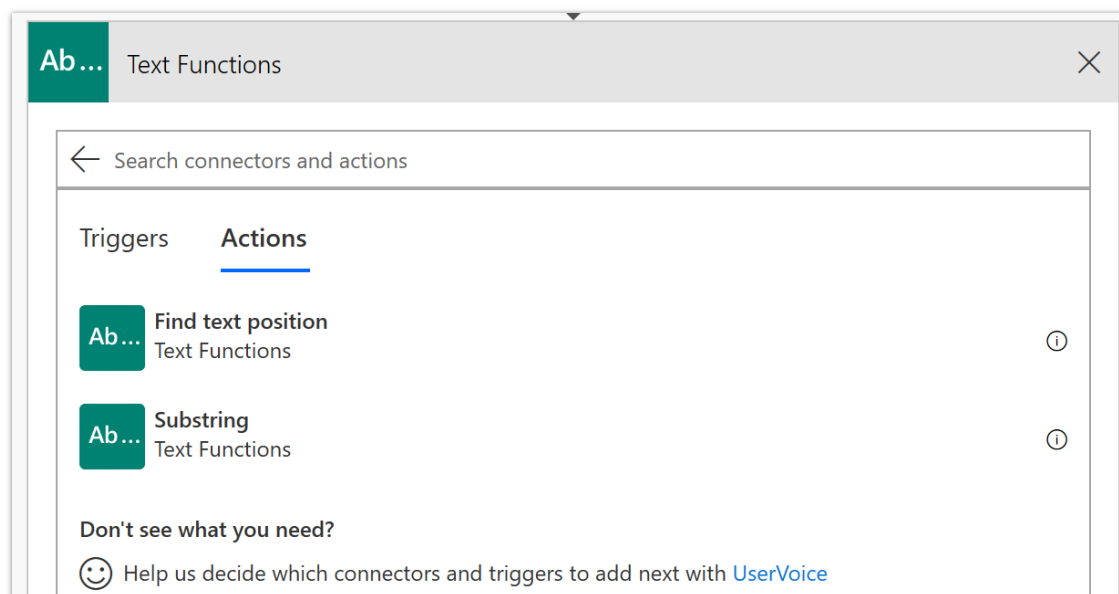 Ab...
Text Functions
Search connectors and actions
Triggers Actions
Ab...
Find text position
Text Functions
Ab...
Substring
Text Functions
Don't see what you need?
Help us decide which connectors and triggers to add next with UserVoice